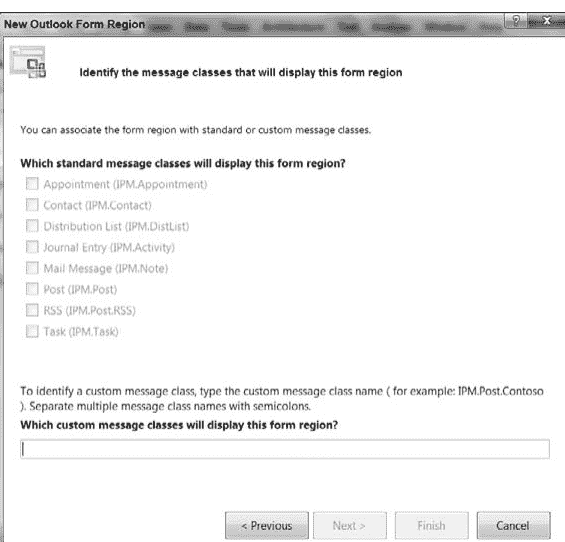 New Outlook Form Region
Identify the message classes that will display this form region
You can associate the form region with standard or custom message classes.
Which standard message classes will display this form region?
Appointment (IPM.Appointment)
Contact (IPM.Contact)
Distribution List (IPM.DistList)
Journal Entry (IPM.Activity)
Mail Message (IPM.Note)
Post (IPM.Post)
RSS (IPM.Post.RSS)
Task (IPM.Task)
To identify a custom message class, type the custom message class name ( for example: IPM.Post.Contoso
). Separate multiple message class names with semicolons.
Which custom message classes will display this form region?
< Previous Next > Finish Cancel